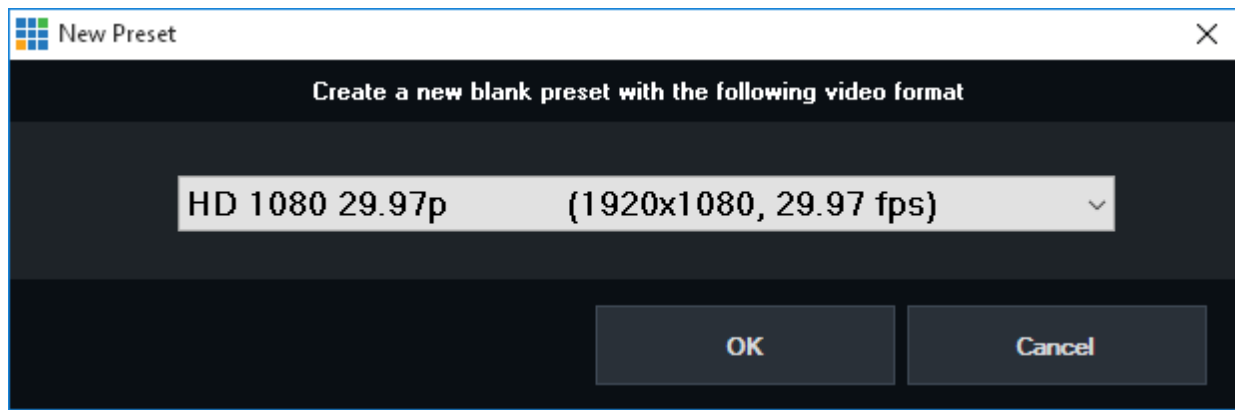 New Preset
Create a new blank preset with the following video format
HD 1080 29.97p (1920x1080, 29.97 fps)
OK Cancel